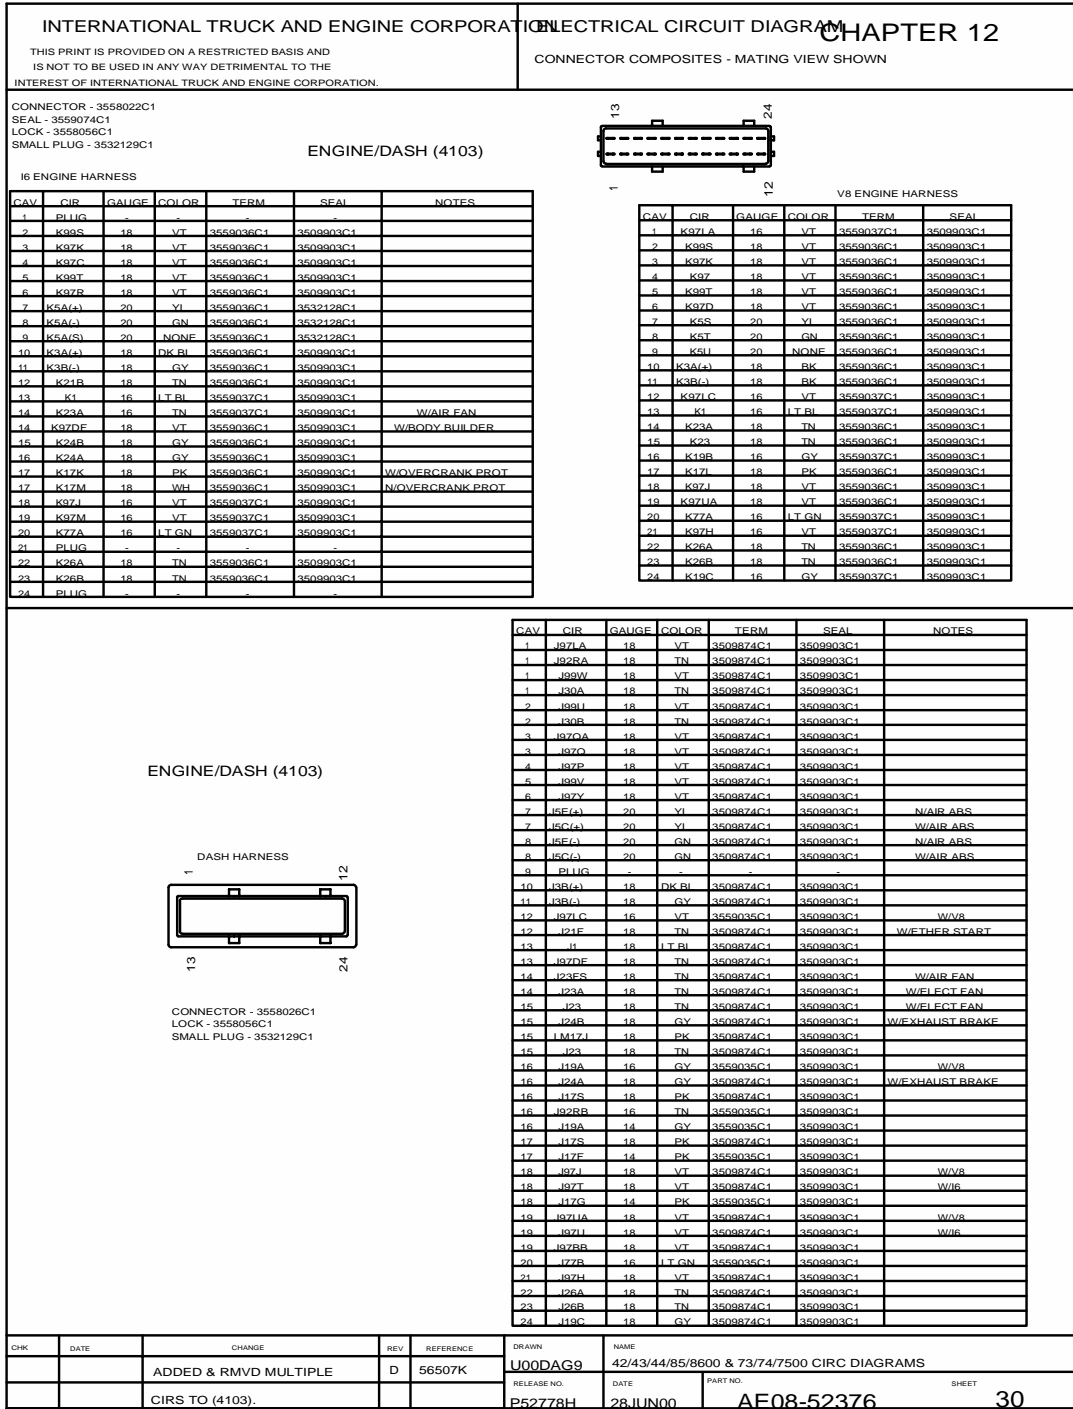 INTERNATIONAL TRUCK AND ENGINE CORPORATION
THIS PRINT IS PROVIDED ON A RESTRICTED BASIS AND
IS NOT TO BE USED IN ANY WAY DETRIMENTAL TO THE
INTEREST OF INTERNATIONAL TRUCK AND ENGINE CORPORATION.
ELECTRICAL CIRCUIT DIAGRAM
CHAPTER 12
CONNECTOR COMPOSITES - MATING VIEW SHOWN
CONNECTOR - 3558022C1
SEAL - 3559074C1
LOCK - 3558056C1
SMALL PLUG - 3532129C1
ENGINE/DASH (4103)
13 24
1 12
I6 ENGINE HARNESS
CAV CIR GAUGE COLOR TERM SEAL NOTES
1 PLUG - - - -
2 K99S 18 VT 3559036C1 3509903C1
3 K97K 18 VT 3559036C1 3509903C1
4 K97C 18 VT 3559036C1 3509903C1
5 K99T 18 VT 3559036C1 3509903C1
6 K97R 18 VT 3559036C1 3509903C1
7 K5A(+) 20 YL 3559036C1 3532128C1
8 K5A(-) 20 GN 3559036C1 3532128C1
9 K5A(S) 20 NONE 3559036C1 3532128C1
10 K3A(+) 18 DK BL 3559036C1 3509903C1
11 K3B(-) 18 GY 3559036C1 3509903C1
12 K21B 18 TN 3559036C1 3509903C1
13 K1 16 LT BL 3559037C1 3509903C1
14 K23A 16 TN 3559037C1 3509903C1 W/AIR FAN
14 K97DE 18 VT 3559036C1 3509903C1 W/BODY BUILDER
15 K24B 18 GY 3559036C1 3509903C1
16 K24A 18 GY 3559036C1 3509903C1
17 K17K 18 PK 3559036C1 3509903C1 W/OVERCRANK PROT
17 K17M 18 WH 3559036C1 3509903C1 N/OVERCRANK PROT
18 K97J 16 VT 3559037C1 3509903C1
19 K97M 16 VT 3559037C1 3509903C1
20 K77A 16 LT GN 3559037C1 3509903C1
21 PLUG - - - -
22 K26A 18 TN 3559036C1 3509903C1
23 K26B 18 TN 3559036C1 3509903C1
24 PLUG - - - -
V8 ENGINE HARNESS
CAV CIR GAUGE COLOR TERM SEAL
1 K97LA 16 VT 3559037C1 3509903C1
2 K99S 18 VT 3559036C1 3509903C1
3 K97K 18 VT 3559036C1 3509903C1
4 K97 18 VT 3559036C1 3509903C1
5 K99T 18 VT 3559036C1 3509903C1
6 K97D 18 VT 3559036C1 3509903C1
7 K5S 20 YL 3559036C1 3509903C1
8 K5T 20 GN 3559036C1 3509903C1
9 K5U 20 NONE 3559036C1 3509903C1
10 K3A(+) 18 BK 3559036C1 3509903C1
11 K3B(-) 18 BK 3559036C1 3509903C1
12 K97LC 16 VT 3559037C1 3509903C1
13 K1 16 LT BL 3559037C1 3509903C1
14 K23A 18 TN 3559036C1 3509903C1
15 K23 18 TN 3559036C1 3509903C1
16 K19B 16 GY 3559037C1 3509903C1
17 K17L 18 PK 3559036C1 3509903C1
18 K97J 18 VT 3559036C1 3509903C1
19 K97UA 18 VT 3559036C1 3509903C1
20 K77A 16 LT GN 3559037C1 3509903C1
21 K97H 16 VT 3559037C1 3509903C1
22 K26A 18 TN 3559036C1 3509903C1
23 K26B 18 TN 3559036C1 3509903C1
24 K19C 16 GY 3559037C1 3509903C1
ENGINE/DASH (4103)
DASH HARNESS
1 12
13 24
CONNECTOR - 3558026C1
LOCK - 3558056C1
SMALL PLUG - 3532129C1
CAV CIR GAUGE COLOR TERM SEAL NOTES
1 J97LA 18 VT 3509874C1 3509903C1
1 J92RA 18 TN 3509874C1 3509903C1
1 J99W 18 VT 3509874C1 3509903C1
1 J30A 18 TN 3509874C1 3509903C1
2 J99U 18 VT 3509874C1 3509903C1
2 J30B 18 TN 3509874C1 3509903C1
3 J97QA 18 VT 3509874C1 3509903C1
3 J97Q 18 VT 3509874C1 3509903C1
4 J97P 18 VT 3509874C1 3509903C1
5 J99V 18 VT 3509874C1 3509903C1
6 J97Y 18 VT 3509874C1 3509903C1
7 J5E(+) 20 YL 3509874C1 3509903C1 N/AIR ABS
7 J5C(+) 20 YL 3509874C1 3509903C1 W/AIR ABS
8 J5E(-) 20 GN 3509874C1 3509903C1 N/AIR ABS
8 J5C(-) 20 GN 3509874C1 3509903C1 W/AIR ABS
9 PLUG - - - -
10 J3B(+) 18 DK BL 3509874C1 3509903C1
11 J3B(-) 18 GY 3509874C1 3509903C1
12 J97LC 16 VT 3559035C1 3509903C1 W/V8
12 J21E 18 TN 3509874C1 3509903C1 W/ETHER START
13 J1 18 LT BL 3509874C1 3509903C1
13 J97DE 18 TN 3509874C1 3509903C1
14 J23ES 18 TN 3509874C1 3509903C1 W/AIR FAN
14 J23A 18 TN 3509874C1 3509903C1 W/ELECT FAN
15 J23 18 TN 3509874C1 3509903C1 W/ELECT FAN
15 J24B 18 GY 3509874C1 3509903C1 W/EXHAUST BRAKE
15 LM17J 18 PK 3509874C1 3509903C1
15 J23 18 TN 3509874C1 3509903C1
16 J19A 16 GY 3559035C1 3509903C1 W/V8
16 J24A 18 GY 3509874C1 3509903C1 W/EXHAUST BRAKE
16 J17S 18 PK 3509874C1 3509903C1
16 J92RB 16 TN 3559035C1 3509903C1
16 J19A 14 GY 3559035C1 3509903C1
17 J17S 18 PK 3509874C1 3509903C1
17 J17F 14 PK 3559035C1 3509903C1
18 J97J 18 VT 3509874C1 3509903C1 W/V8
18 J97T 18 VT 3509874C1 3509903C1 W/I6
18 J17G 14 PK 3559035C1 3509903C1
19 J97UA 18 VT 3509874C1 3509903C1 W/V8
19 J97U 18 VT 3509874C1 3509903C1 W/I6
19 J97BB 18 VT 3509874C1 3509903C1
20 J77B 16 LT GN 3559035C1 3509903C1
21 J97H 18 VT 3509874C1 3509903C1
22 J26A 18 TN 3509874C1 3509903C1
23 J26B 18 TN 3509874C1 3509903C1
24 J19C 18 GY 3509874C1 3509903C1
CHK DATE CHANGE REV REFERENCE
ADDED & RMVD MULTIPLE D 56507K
CIRS TO (4103).
DRAWN
U00DAG9
NAME
42/43/44/85/8600 & 73/74/7500 CIRC DIAGRAMS
RELEASE NO.
P52778H
DATE
28JUN00
PART NO.
AE08-52376
SHEET
30